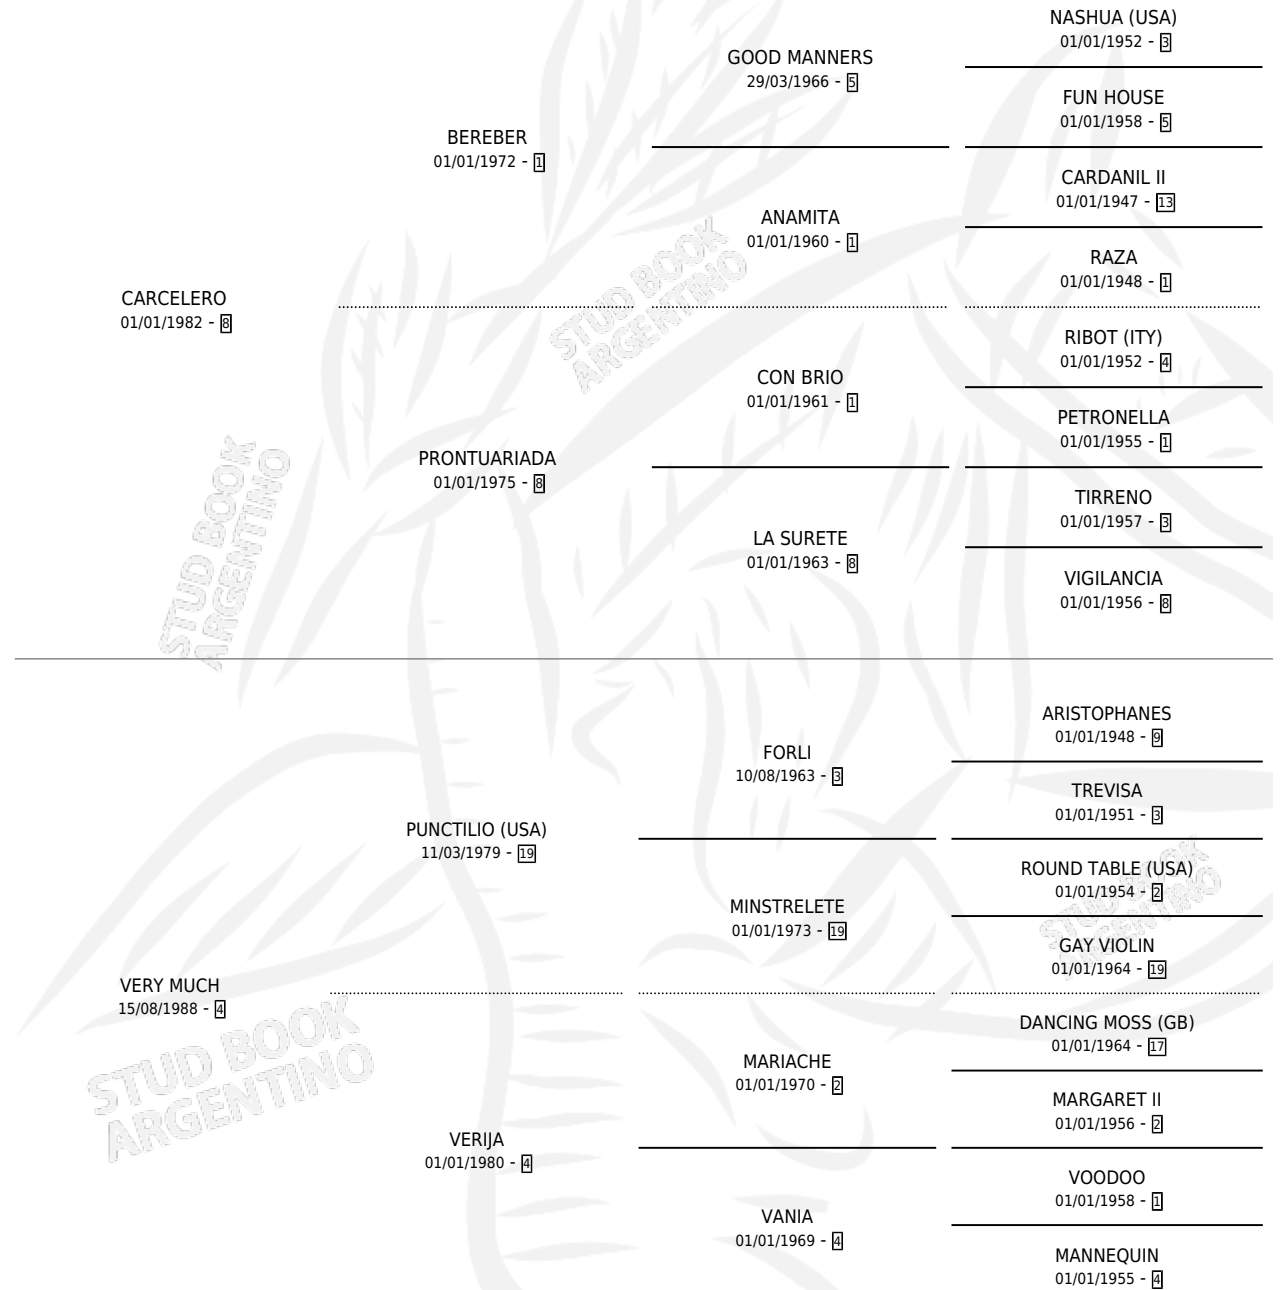 NASHUA (USA)
01/01/1952 - 3
GOOD MANNERS
29/03/1966 - 5
FUN HOUSE
01/01/1958 - 5
BEREBER
01/01/1972 - 1
CARDANIL II
01/01/1947 - 13
ANAMITA
01/01/1960 - 1
RAZA
01/01/1948 - 1
CARCELERO
01/01/1982 - 8
RIBOT (ITY)
01/01/1952 - 4
CON BRIO
01/01/1961 - 1
PETRONELLA
01/01/1955 - 1
PRONTUARIADA
01/01/1975 - 8
TIRRENO
01/01/1957 - 3
LA SURETE
01/01/1963 - 8
VIGILANCIA
01/01/1956 - 8
ARISTOPHANES
01/01/1948 - 9
FORLI
10/08/1963 - 3
TREVISA
01/01/1951 - 3
PUNCTILIO (USA)
11/03/1979 - 19
ROUND TABLE (USA)
01/01/1954 - 2
MINSTRELETE
01/01/1973 - 19
GAY VIOLIN
01/01/1964 - 19
VERY MUCH
15/08/1988 - 4
DANCING MOSS (GB)
01/01/1964 - 17
MARIACHE
01/01/1970 - 2
MARGARET II
01/01/1956 - 2
VERIJA
01/01/1980 - 4
VOODOO
01/01/1958 - 1
VANIA
01/01/1969 - 4
MANNEQUIN
01/01/1955 - 4
STUD BOOK
ARGENTINO
STUD BOOK
ARGENTINO
STUD BOOK
ARGENTINO
STUD BOOK
ARGENTINO